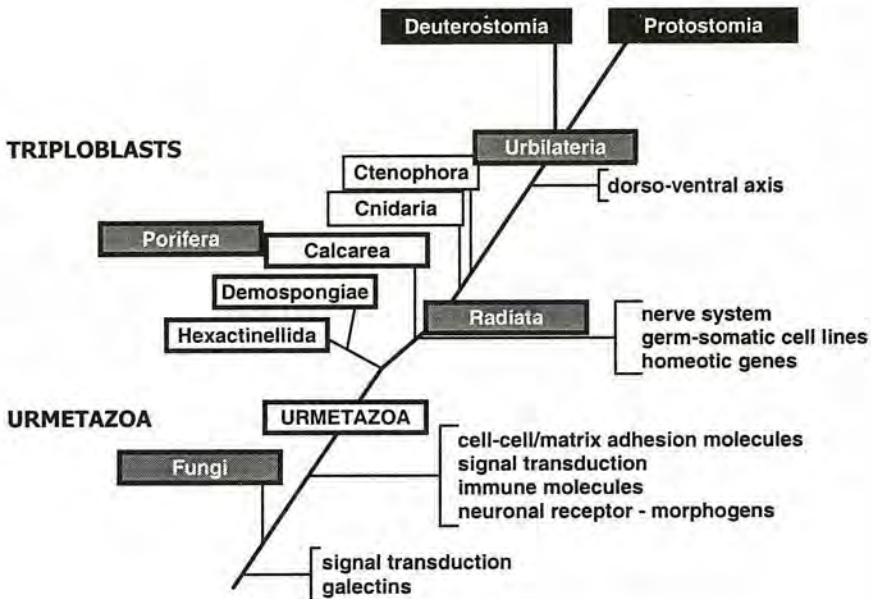 Deuterostomia
Protostomia
TRIPLOBLASTS
Urbilateria
Ctenophora
dorso-ventral axis
Cnidaria
Porifera
Calcarea
Demospongiae
Radiata
nerve system
Hexactinellida
germ-somatic cell lines
homeotic genes
URMETAZOA
URMETAZOA
cell-cell/matrix adhesion molecules
Fungi
signal transduction
immune molecules
neuronal receptor - morphogens
signal transduction
galectins